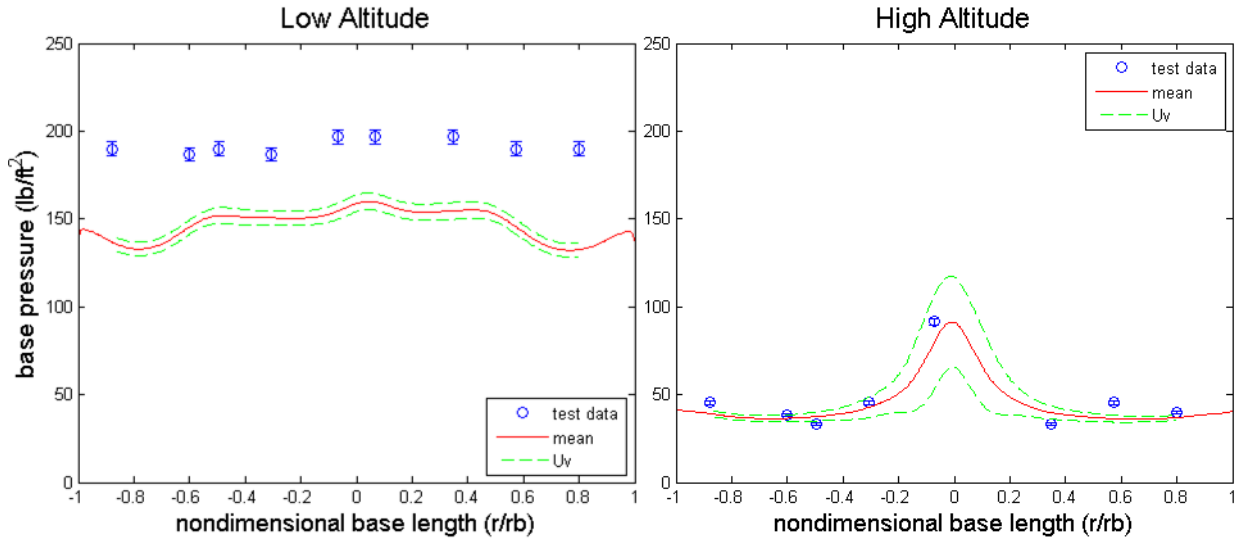 Low Altitude
250
200
150
100
50
0
-1 -0.8 -0.6 -0.4 -0.2 0 0.2 0.4 0.6 0.8 1
base pressure (lb/ft²)
nondimensional base length (r/rb)
test data
mean
Uv
High Altitude
250
200
150
100
50
0
-1 -0.8 -0.6 -0.4 -0.2 0 0.2 0.4 0.6 0.8 1
nondimensional base length (r/rb)
test data
mean
Uv